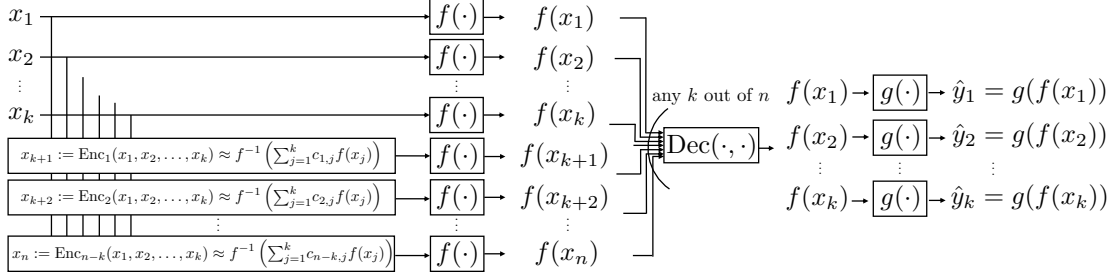 x_1 f(·) f(x_1)
x_2 f(·) f(x_2)
⋮ ⋮ ⋮
any k out of n
f(x_1) g(·) ŷ_1 = g(f(x_1))
x_k f(·) f(x_k)
f(x_2) g(·) ŷ_2 = g(f(x_2))
x_{k+1} := Enc_1(x_1, x_2, …, x_k) ≈ f^{-1}(∑_{j=1}^k c_{1,j} f(x_j)) f(·) f(x_{k+1})
Dec(·, ·)
⋮ ⋮ ⋮
x_{k+2} := Enc_2(x_1, x_2, …, x_k) ≈ f^{-1}(∑_{j=1}^k c_{2,j} f(x_j)) f(·) f(x_{k+2})
f(x_k) g(·) ŷ_k = g(f(x_k))
⋮ ⋮ ⋮
x_n := Enc_{n-k}(x_1, x_2, …, x_k) ≈ f^{-1}(∑_{j=1}^k c_{n-k,j} f(x_j)) f(·) f(x_n)